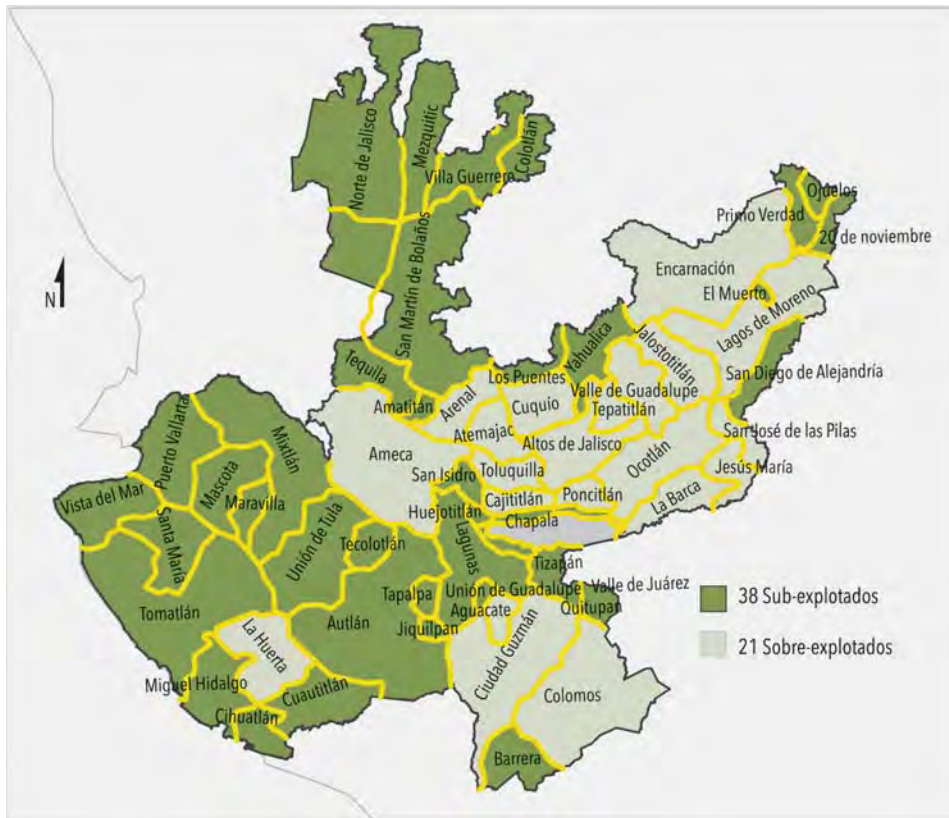 Norte de Jalisco
Mezquitic
Villa Guerrero
Colotlán
San Martín de Bolaños
Ojuelos
Primo Verdad
20 de noviembre
Encarnación
El Muerto
Lagos de Moreno
N
Tequila
Amatitán
Arenal
Los Puentes
Yahualica
Jalostotitlán
San Diego de Alejandría
Cuquío
Valle de Guadalupe
Tepatitlán
Atemajac
Altos de Jalisco
San José de las Pilas
Ameca
San Isidro
Toluquilla
Ocotlán
Jesús María
Cajititlán
Poncitlán
La Barca
Huejotitlán
Chapala
Puerto Vallarta
Mixtlán
Vista del Mar
Mascota
Maravilla
Santa María
Unión de Tula
Tecolotlán
Lagunas
Tizapán
Tapalpa
Unión de Guadalupe
Valle de Juárez
Aguacate
Quitupan
Tomatlán
Autlán
Jiquilpan
La Huerta
Ciudad Guzmán
Miguel Hidalgo
Cuautitlán
Colomos
Cihuatlán
Barrera
38 Sub-explotados
21 Sobre-explotados